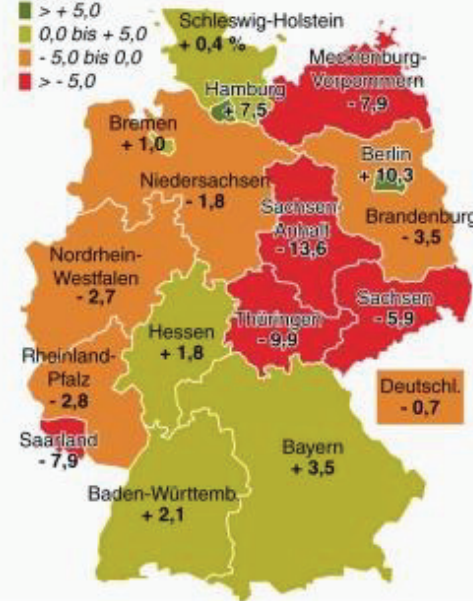 > + 5,0
0,0 bis + 5,0
- 5,0 bis 0,0
> - 5,0
Schleswig-Holstein
+ 0,4 %
Mecklenburg-
Vorpommern
- 7,9
Hamburg
+ 7,5
Bremen
+ 1,0
Berlin
+ 10,3
Niedersachsen
- 1,8
Sachsen-
Anhalt
- 13,6
Brandenburg
- 3,5
Nordrhein-
Westfalen
- 2,7
Sachsen
- 5,9
Thüringen
- 9,9
Hessen
+ 1,8
Rheinland-
Pfalz
- 2,8
Deutschl.
- 0,7
Saarland
- 7,9
Bayern
+ 3,5
Baden-Württemb.
+ 2,1